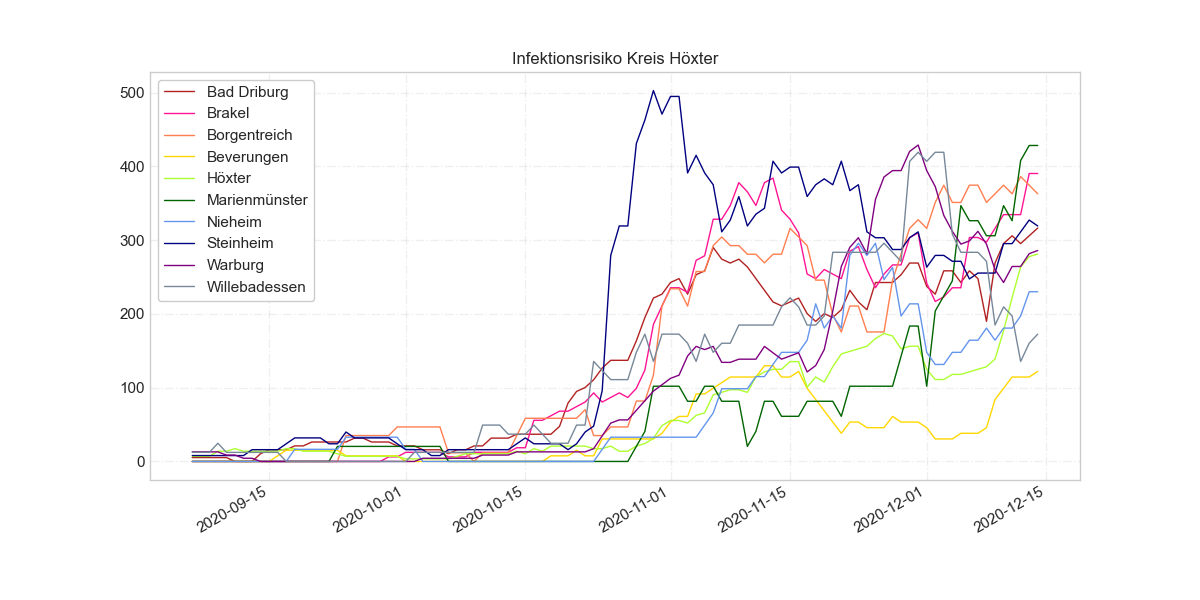 Infektionsrisiko Kreis Höxter
500
400
300
200
100
0
Bad Driburg
Brakel
Borgentreich
Beverungen
Höxter
Marienmünster
Nieheim
Steinheim
Warburg
Willebadessen
2020-09-15
2020-10-01
2020-10-15
2020-11-01
2020-11-15
2020-12-01
2020-12-15